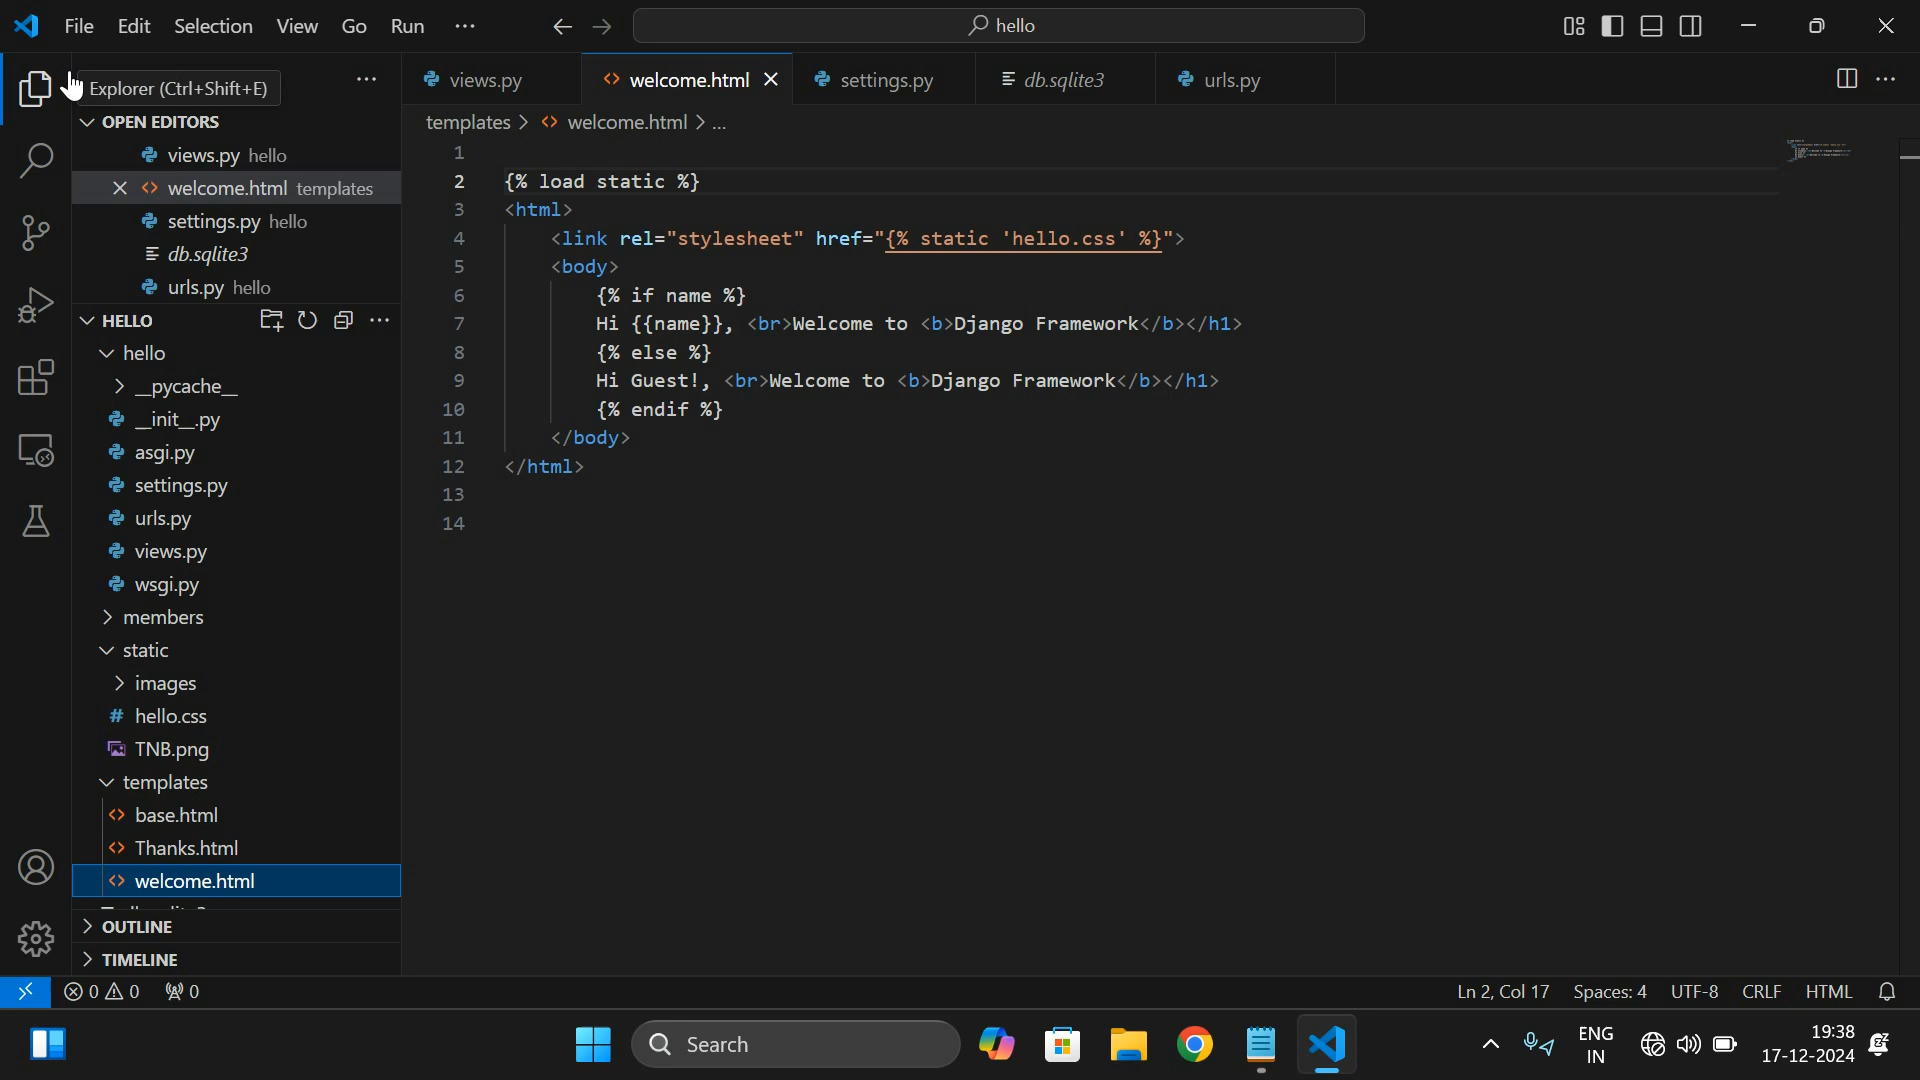 File Edit Selection View Go Run ... hello
Explorer (Ctrl+Shift+E)
views.py welcome.html settings.py db.sqlite3 urls.py
templates > welcome.html > ...
OPEN EDITORS
views.py hello
welcome.html templates
settings.py hello
db.sqlite3
urls.py hello
HELLO
hello
__pycache__
__init__.py
asgi.py
settings.py
urls.py
views.py
wsgi.py
members
static
images
hello.css
TNB.png
templates
base.html
Thanks.html
welcome.html
OUTLINE
TIMELINE
1
2 {% load static %}
3 <html>
4 <link rel="stylesheet" href="{% static 'hello.css' %}">
5 <body>
6 {% if name %}
7 Hi {{name}}, <br>Welcome to <b>Django Framework</b></h1>
8 {% else %}
9 Hi Guest!, <br>Welcome to <b>Django Framework</b></h1>
10 {% endif %}
11 </body>
12 </html>
13
14
0 0 0 Ln 2, Col 17 Spaces: 4 UTF-8 CRLF HTML
Search ENG 19:38
IN 17-12-2024